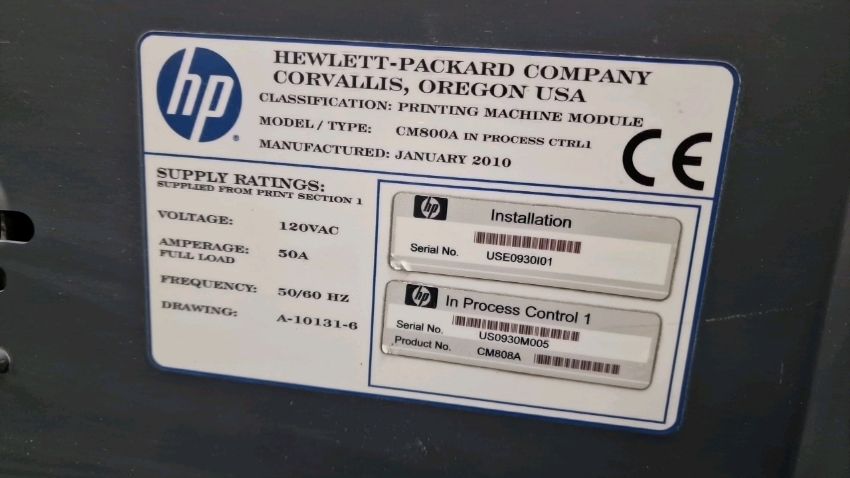 hp
HEWLETT-PACKARD COMPANY
CORVALLIS, OREGON USA
CLASSIFICATION: PRINTING MACHINE MODULE
MODEL / TYPE: CM800A IN PROCESS CTRL1
MANUFACTURED: JANUARY 2010
CE
SUPPLY RATINGS:
SUPPLIED FROM PRINT SECTION 1
VOLTAGE: 120VAC
AMPERAGE:
FULL LOAD 50A
FREQUENCY: 50/60 HZ
DRAWING: A-10131-6
hp Installation
Serial No. USE0930I01
hp In Process Control 1
Serial No. US0930M005
Product No. CM808A